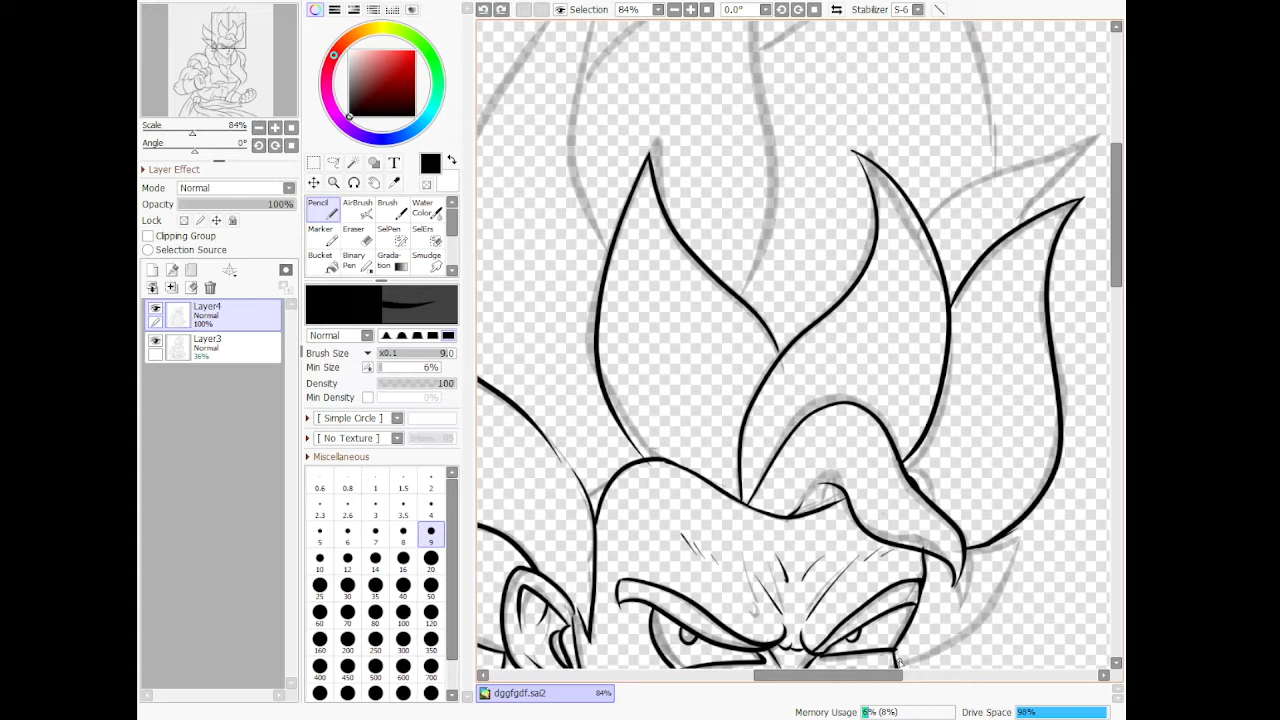 Selection 84% 0.0° Stabilizer S-6
Scale 84%
Angle 0°
Layer Effect
Mode Normal
Opacity 100%
Lock
Clipping Group
Selection Source
Layer4
Normal
100%
Layer3
Normal
36%
T
Pencil AirBrush Brush Water Color
Marker Eraser SelPen SelErs
Bucket Binary Pen Grada-tion Smudge
Normal
Brush Size x0.1 9.0
Min Size 6%
Density 100
Min Density 0%
[ Simple Circle ]
[ No Texture ]
Miscellaneous
0.6 0.8 1 1.5 2
2.3 2.6 3 3.5 4
5 6 7 8 9
10 12 14 16 20
25 30 35 40 50
60 70 80 100 120
160 200 250 300 350
400 450 500 600 700
dggfgdf.sai2 84%
Memory Usage 6% (8%) Drive Space 98%